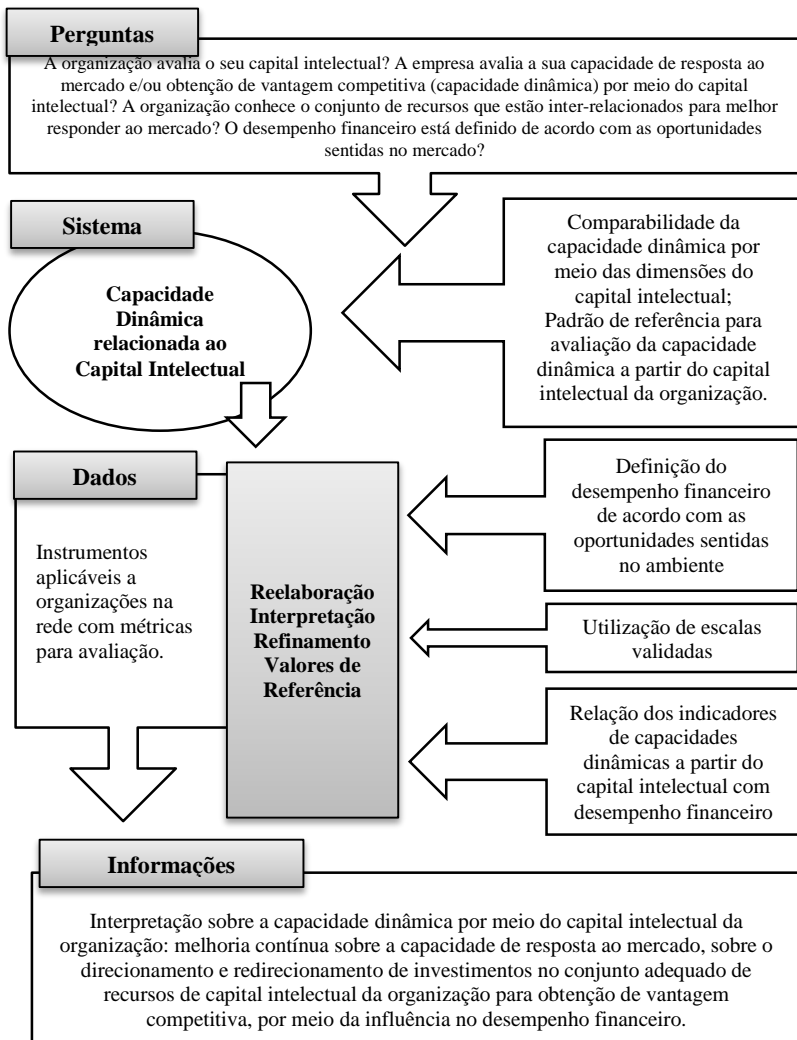 Perguntas
A organização avalia o seu capital intelectual? A empresa avalia a sua capacidade de resposta ao
mercado e/ou obtenção de vantagem competitiva (capacidade dinâmica) por meio do capital
intelectual? A organização conhece o conjunto de recursos que estão inter-relacionados para melhor
responder ao mercado? O desempenho financeiro está definido de acordo com as oportunidades
sentidas no mercado?
Sistema
Capacidade
Dinâmica
relacionada ao
Capital Intelectual
Comparabilidade da
capacidade dinâmica por
meio das dimensões do
capital intelectual;
Padrão de referência para
avaliação da capacidade
dinâmica a partir do capital
intelectual da organização.
Dados
Instrumentos
aplicáveis a
organizações na
rede com métricas
para avaliação.
Reelaboração
Interpretação
Refinamento
Valores de
Referência
Definição do
desempenho financeiro
de acordo com as
oportunidades sentidas
no ambiente
Utilização de escalas
validadas
Relação dos indicadores
de capacidades
dinâmicas a partir do
capital intelectual com
desempenho financeiro
Informações
Interpretação sobre a capacidade dinâmica por meio do capital intelectual da
organização: melhoria contínua sobre a capacidade de resposta ao mercado, sobre o
direcionamento e redirecionamento de investimentos no conjunto adequado de
recursos de capital intelectual da organização para obtenção de vantagem
competitiva, por meio da influência no desempenho financeiro.